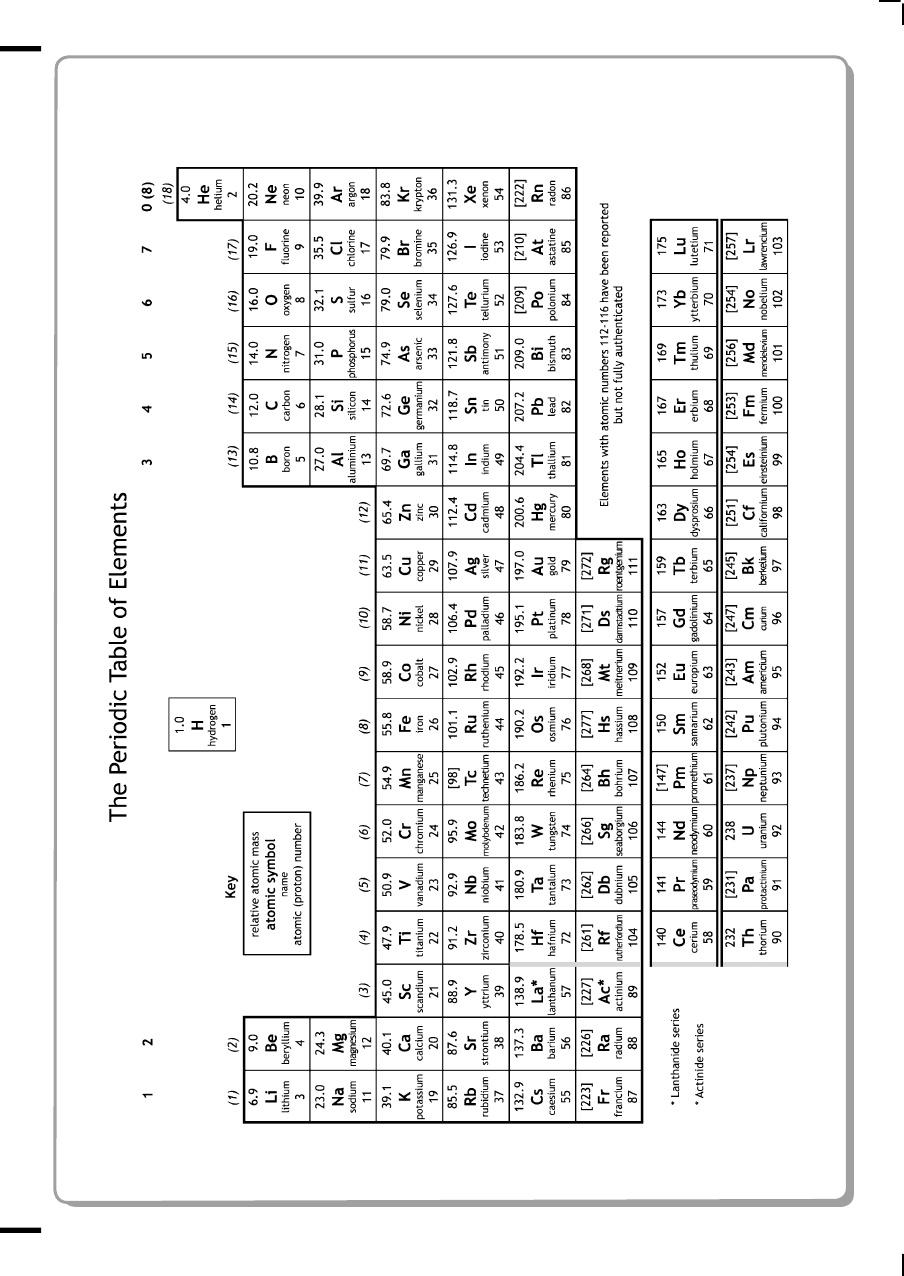 The Periodic Table of Elements
1 2 3 4 5 6 7 0 (8)
(18)
1.0
H
hydrogen
1
4.0
He
helium
2
Key
relative atomic mass
atomic symbol
name
atomic (proton) number
(1) (2) (13) (14) (15) (16) (17)
6.9 9.0 10.8 12.0 14.0 16.0 19.0 20.2
Li Be B C N O F Ne
lithium beryllium boron carbon nitrogen oxygen fluorine neon
3 4 5 6 7 8 9 10
23.0 24.3 27.0 28.1 31.0 32.1 35.5 39.9
Na Mg Al Si P S Cl Ar
sodium magnesium aluminium silicon phosphorus sulfur chlorine argon
11 12 13 14 15 16 17 18
(3) (4) (5) (6) (7) (8) (9) (10) (11) (12)
39.1 40.1 45.0 47.9 50.9 52.0 54.9 55.8 58.9 58.7 63.5 65.4 69.7 72.6 74.9 79.0 79.9 83.8
K Ca Sc Ti V Cr Mn Fe Co Ni Cu Zn Ga Ge As Se Br Kr
potassium calcium scandium titanium vanadium chromium manganese iron cobalt nickel copper zinc gallium germanium arsenic selenium bromine krypton
19 20 21 22 23 24 25 26 27 28 29 30 31 32 33 34 35 36
85.5 87.6 88.9 91.2 92.9 95.9 [98] 101.1 102.9 106.4 107.9 112.4 114.8 118.7 121.8 127.6 126.9 131.3
Rb Sr Y Zr Nb Mo Tc Ru Rh Pd Ag Cd In Sn Sb Te I Xe
rubidium strontium yttrium zirconium niobium molybdenum technetium ruthenium rhodium palladium silver cadmium indium tin antimony tellurium iodine xenon
37 38 39 40 41 42 43 44 45 46 47 48 49 50 51 52 53 54
132.9 137.3 138.9 178.5 180.9 183.8 186.2 190.2 192.2 195.1 197.0 200.6 204.4 207.2 209.0 [209] [210] [222]
Cs Ba La* Hf Ta W Re Os Ir Pt Au Hg Tl Pb Bi Po At Rn
caesium barium lanthanum hafnium tantalum tungsten rhenium osmium iridium platinum gold mercury thallium lead bismuth polonium astatine radon
55 56 57 72 73 74 75 76 77 78 79 80 81 82 83 84 85 86
[223] [226] [227] [261] [262] [266] [264] [277] [268] [271] [272]
Fr Ra Ac* Rf Db Sg Bh Hs Mt Ds Rg
francium radium actinium rutherfordium dubnium seaborgium bohrium hassium meitnerium darmstadtium roentgenium
87 88 89 104 105 106 107 108 109 110 111
Elements with atomic numbers 112-116 have been reported
but not fully authenticated
* Lanthanide series
* Actinide series
140 141 144 [147] 150 152 157 159 163 165 167 169 173 175
Ce Pr Nd Pm Sm Eu Gd Tb Dy Ho Er Tm Yb Lu
cerium praseodymium neodymium promethium samarium europium gadolinium terbium dysprosium holmium erbium thulium ytterbium lutetium
58 59 60 61 62 63 64 65 66 67 68 69 70 71
232 [231] 238 [237] [242] [243] [247] [245] [251] [254] [253] [256] [254] [257]
Th Pa U Np Pu Am Cm Bk Cf Es Fm Md No Lr
thorium protactinium uranium neptunium plutonium americium curium berkelium californium einsteinium fermium mendelevium nobelium lawrencium
90 91 92 93 94 95 96 97 98 99 100 101 102 103